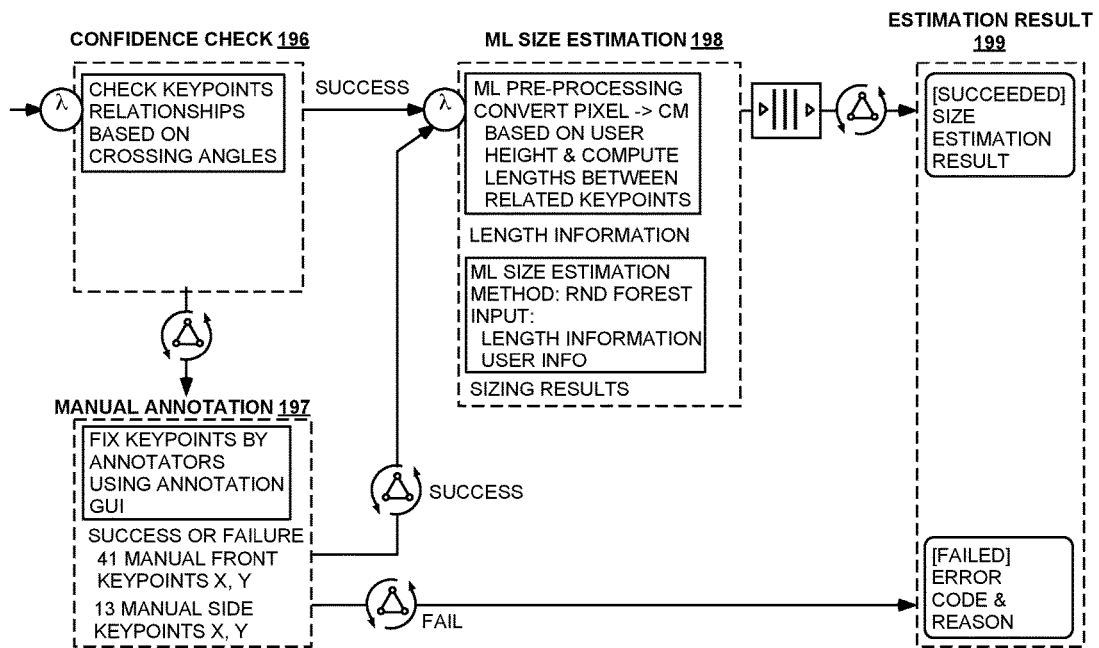 CONFIDENCE CHECK 196
λ
CHECK KEYPOINTS
RELATIONSHIPS
BASED ON
CROSSING ANGLES
SUCCESS
ML SIZE ESTIMATION 198
λ
ML PRE-PROCESSING
CONVERT PIXEL -> CM
BASED ON USER
HEIGHT & COMPUTE
LENGTHS BETWEEN
RELATED KEYPOINTS
LENGTH INFORMATION
ML SIZE ESTIMATION
METHOD: RND FOREST
INPUT:
LENGTH INFORMATION
USER INFO
SIZING RESULTS
ESTIMATION RESULT
199
[SUCCEEDED]
SIZE
ESTIMATION
RESULT
MANUAL ANNOTATION 197
FIX KEYPOINTS BY
ANNOTATORS
USING ANNOTATION
GUI
SUCCESS OR FAILURE
41 MANUAL FRONT
KEYPOINTS X, Y
13 MANUAL SIDE
KEYPOINTS X, Y
SUCCESS
FAIL
[FAILED]
ERROR
CODE &
REASON